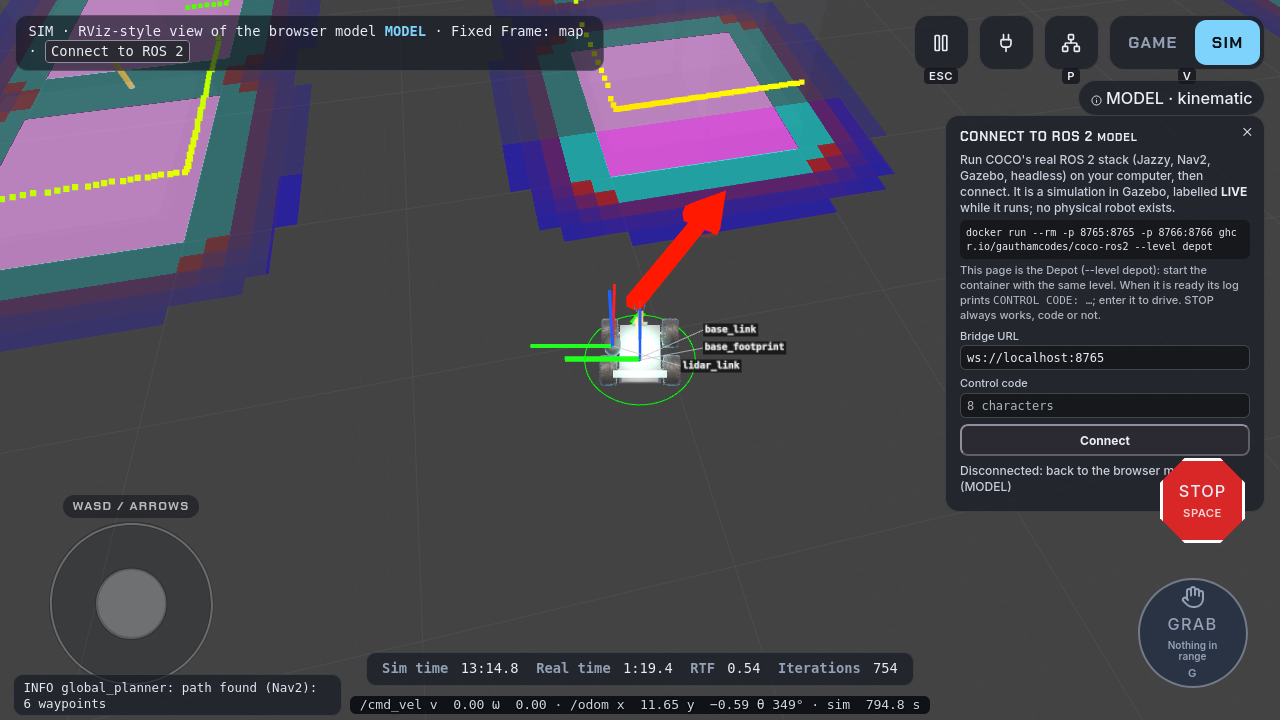 SIM · RViz-style view of the browser model MODEL · Fixed Frame: map
· Connect to ROS 2
ESC
P
GAME
SIM
V
MODEL · kinematic
CONNECT TO ROS 2 MODEL
×
Run COCO's real ROS 2 stack (Jazzy, Nav2,
Gazebo, headless) on your computer, then
connect. It is a simulation in Gazebo, labelled LIVE
while it runs; no physical robot exists.
docker run --rm -p 8765:8765 -p 8766:8766 ghc
r.io/gauthamcodes/coco-ros2 --level depot
This page is the Depot (--level depot): start the
container with the same level. When it is ready its log
prints CONTROL CODE: …; enter it to drive. STOP
always works, code or not.
Bridge URL
ws://localhost:8765
Control code
8 characters
Connect
Disconnected: back to the browser m
(MODEL)
STOP
SPACE
base_link
base_footprint
lidar_link
WASD / ARROWS
GRAB
Nothing in
range
G
Sim time 13:14.8 Real time 1:19.4 RTF 0.54 Iterations 754
INFO global_planner: path found (Nav2):
6 waypoints
/cmd_vel v 0.00 ω 0.00 · /odom x 11.65 y −0.59 θ 349° · sim 794.8 s